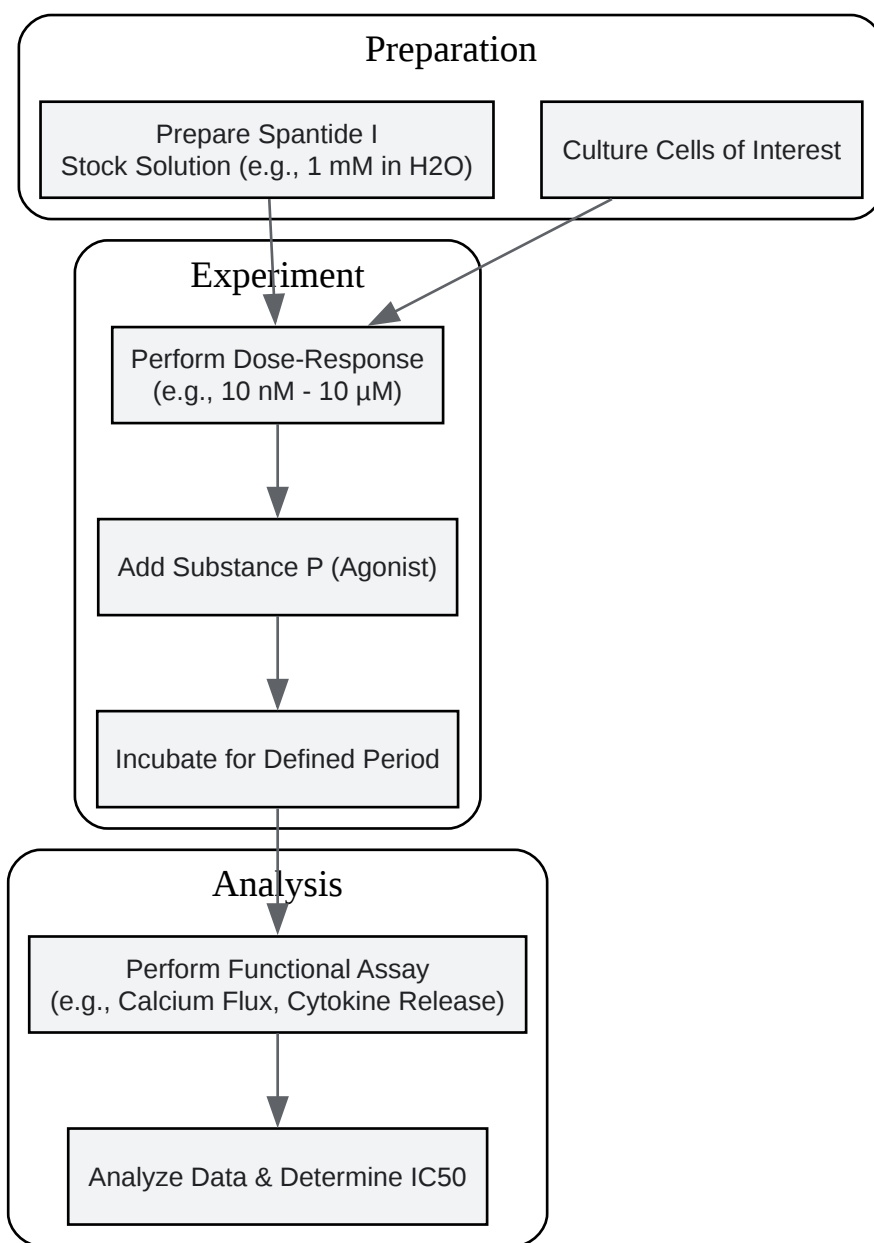 Preparation
Prepare Spantide I
Stock Solution (e.g., 1 mM in H2O)
Culture Cells of Interest
Experiment
Perform Dose-Response
(e.g., 10 nM - 10 µM)
Add Substance P (Agonist)
Incubate for Defined Period
Analysis
Perform Functional Assay
(e.g., Calcium Flux, Cytokine Release)
Analyze Data & Determine IC50